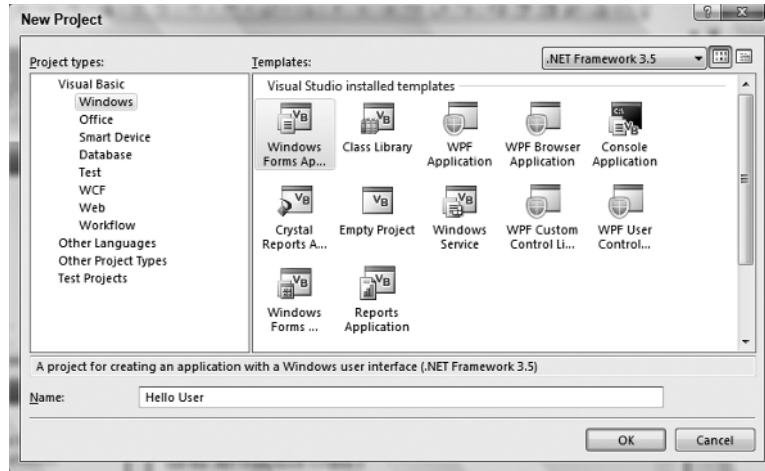 New Project
Project types:
Templates:
.NET Framework 3.5
Visual Basic
Windows
Office
Smart Device
Database
Test
WCF
Web
Workflow
Other Languages
Other Project Types
Test Projects
Visual Studio installed templates
Windows
Forms Ap...
Class Library
WPF
Application
WPF Browser
Application
Console
Application
Crystal
Reports A...
Empty Project
Windows
Service
WPF Custom
Control Li...
WPF User
Control...
Windows
Forms ...
Reports
Application
A project for creating an application with a Windows user interface (.NET Framework 3.5)
Name:
Hello User
OK
Cancel